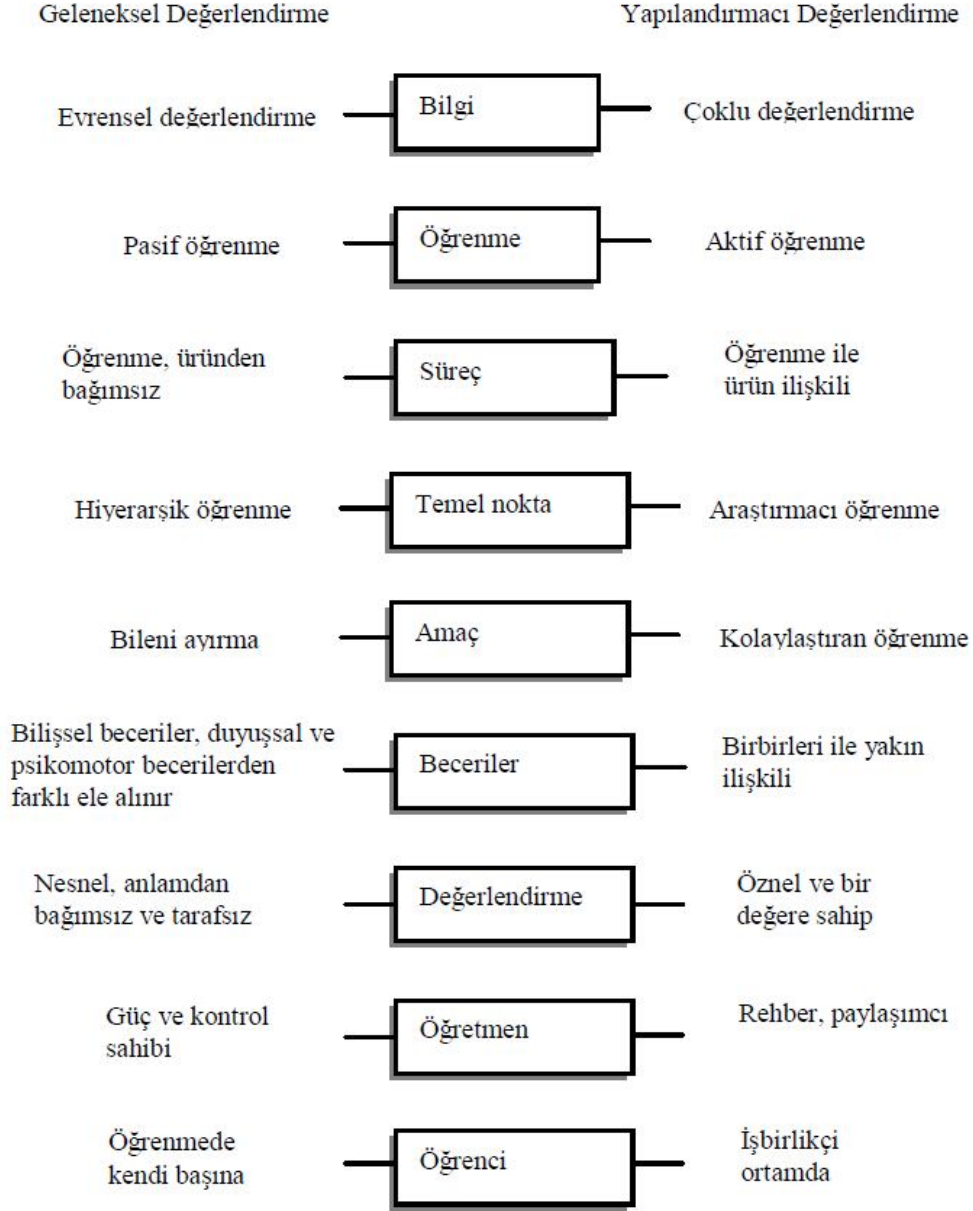 Geleneksel Değerlendirme
Yapılandırmacı Değerlendirme
Evrensel değerlendirme
Bilgi
Çoklu değerlendirme
Pasif öğrenme
Öğrenme
Aktif öğrenme
Öğrenme, üründen
bağımsız
Süreç
Öğrenme ile
ürün ilişkili
Hiyerarşik öğrenme
Temel nokta
Araştırmacı öğrenme
Bileni ayırma
Amaç
Kolaylaştıran öğrenme
Bilişsel beceriler, duyuşsal ve
psikomotor becerilerden
farklı ele alınır
Beceriler
Birbirleri ile yakın
ilişkili
Nesnel, anlamdan
bağımsız ve tarafsız
Değerlendirme
Öznel ve bir
değere sahip
Güç ve kontrol
sahibi
Öğretmen
Rehber, paylaşımcı
Öğrenmede
kendi başına
Öğrenci
İşbirlikçi
ortamda